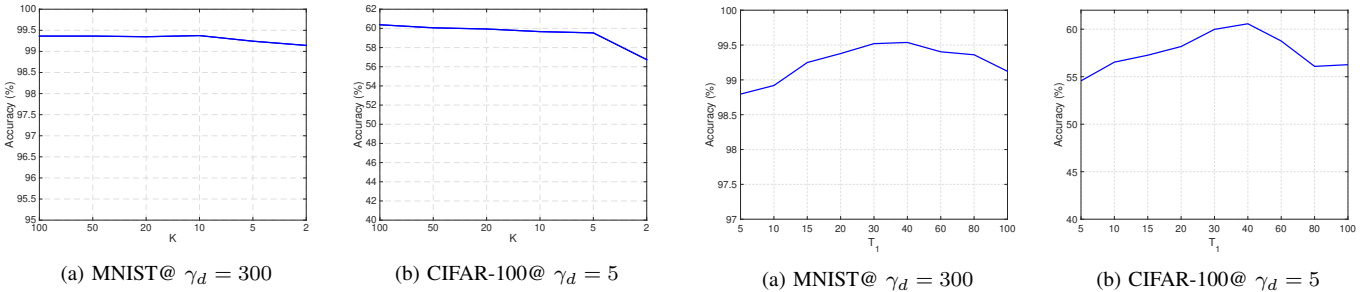 100
99.5
99
98.5
98
97.5
97
96.5
96
95.5
95
Accuracy (%)
100 50 20 10 5 2
K
(a) MNIST@ γd = 300
62
60
58
56
54
52
50
48
46
44
42
40
Accuracy (%)
100 50 20 10 5 2
K
(b) CIFAR-100@ γd = 5
100
99.5
99
98.5
98
97.5
97
Accuracy (%)
5 10 15 20 30 40 60 80 100
T1
(a) MNIST@ γd = 300
60
55
50
45
40
Accuracy (%)
5 10 15 20 30 40 60 80 100
T1
(b) CIFAR-100@ γd = 5